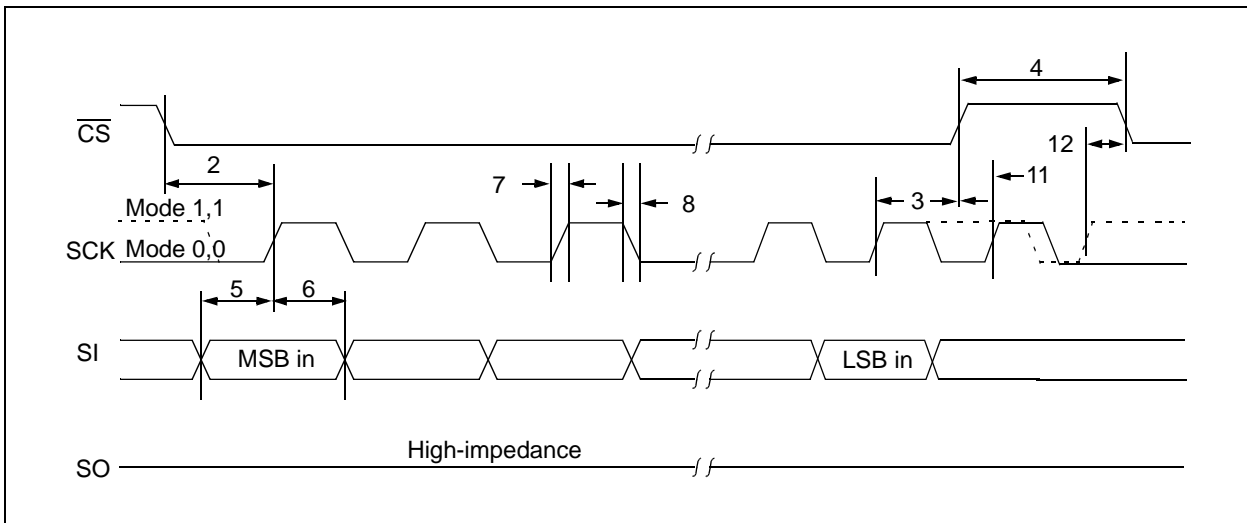 4
CS
12
2
7
8
3
11
Mode 1,1
SCK Mode 0,0
5 6
SI MSB in LSB in
High-impedance
SO